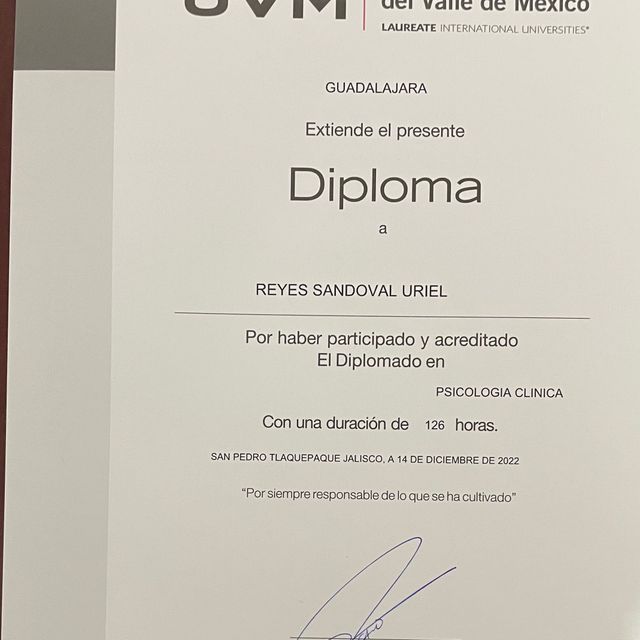 UVM
del Valle de México
LAUREATE INTERNATIONAL UNIVERSITIES®
GUADALAJARA
Extiende el presente
Diploma
a
REYES SANDOVAL URIEL
Por haber participado y acreditado
El Diplomado en
PSICOLOGIA CLINICA
Con una duración de 126 horas.
SAN PEDRO TLAQUEPAQUE JALISCO, A 14 DE DICIEMBRE DE 2022
“Por siempre responsable de lo que se ha cultivado”